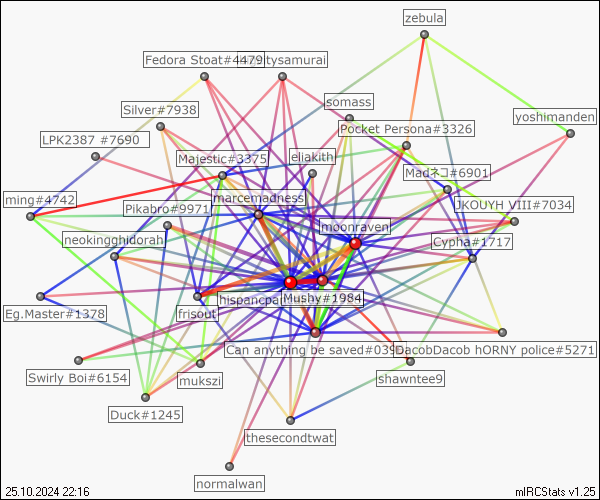 zebula
Fedora Stoat#4479
tysamurai
Silver#7938
somass
yoshimanden
Pocket Persona#3326
LPK2387 #7690
Majestic#3375
eliakith
Madネコ#6901
ming#4742
marcemadness
JKOUYH VIII#7034
Pikabro#9971
moonraven
neokingghidorah
Cypha#1717
hispancpa
Mushy#1984
Eg.Master#1378
frisout
Can anything be saved#039
DacobDacob hORNY police#5271
Swirly Boi#6154
mukszi
shawntee9
Duck#1245
thesecondtwat
normalwan
25.10.2024 22:16
mIRCStats v1.25